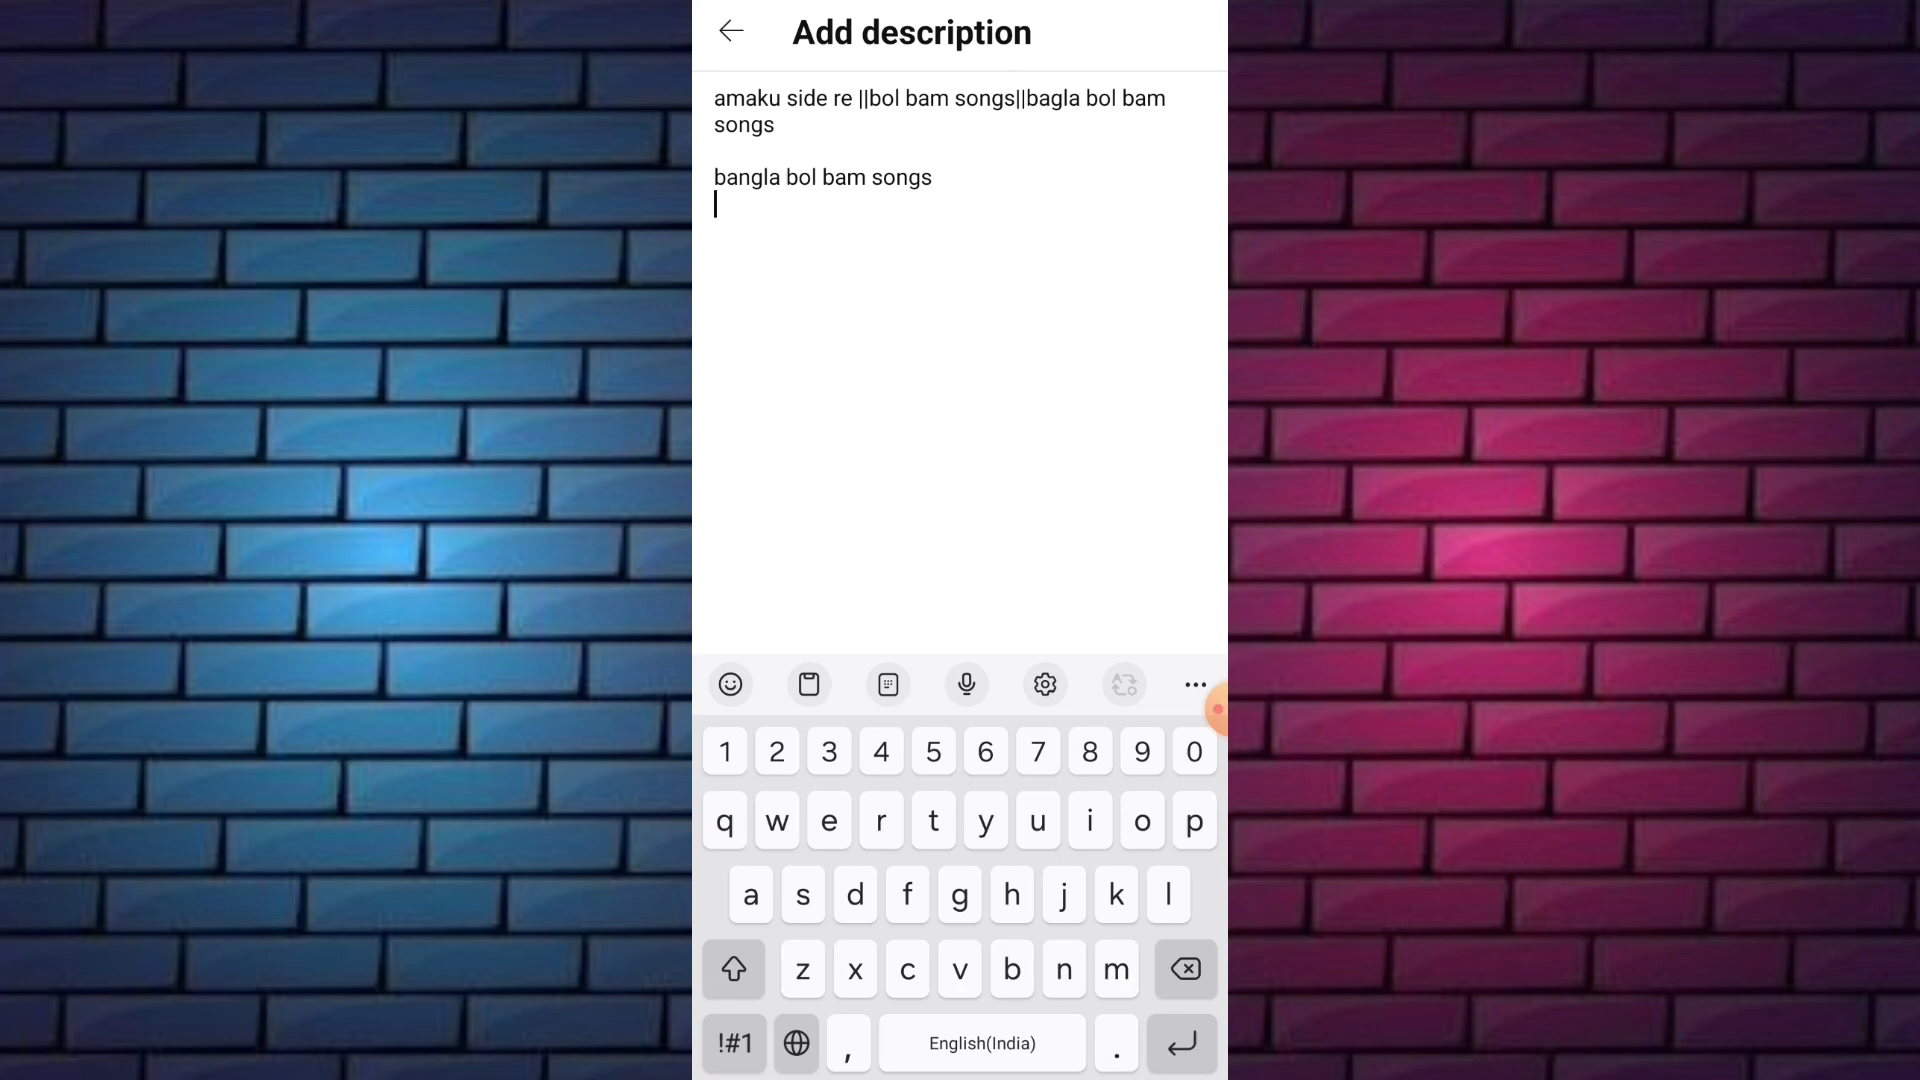 Add description
amaku side re ||bol bam songs||bagla bol bam
songs
bangla bol bam songs
1 2 3 4 5 6 7 8 9 0
q w e r t y u i o p
a s d f g h j k l
z x c v b n m
!#1 , English(India) .